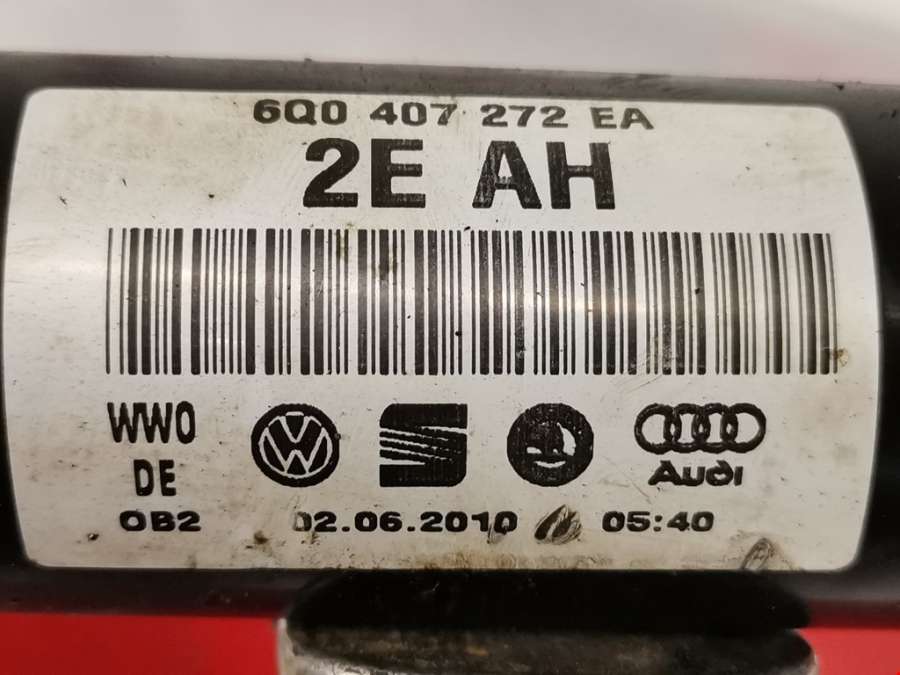 6Q0 407 272 EA
2E AH
WWO
DE
OB2
02.06.2010 05:40
Audi